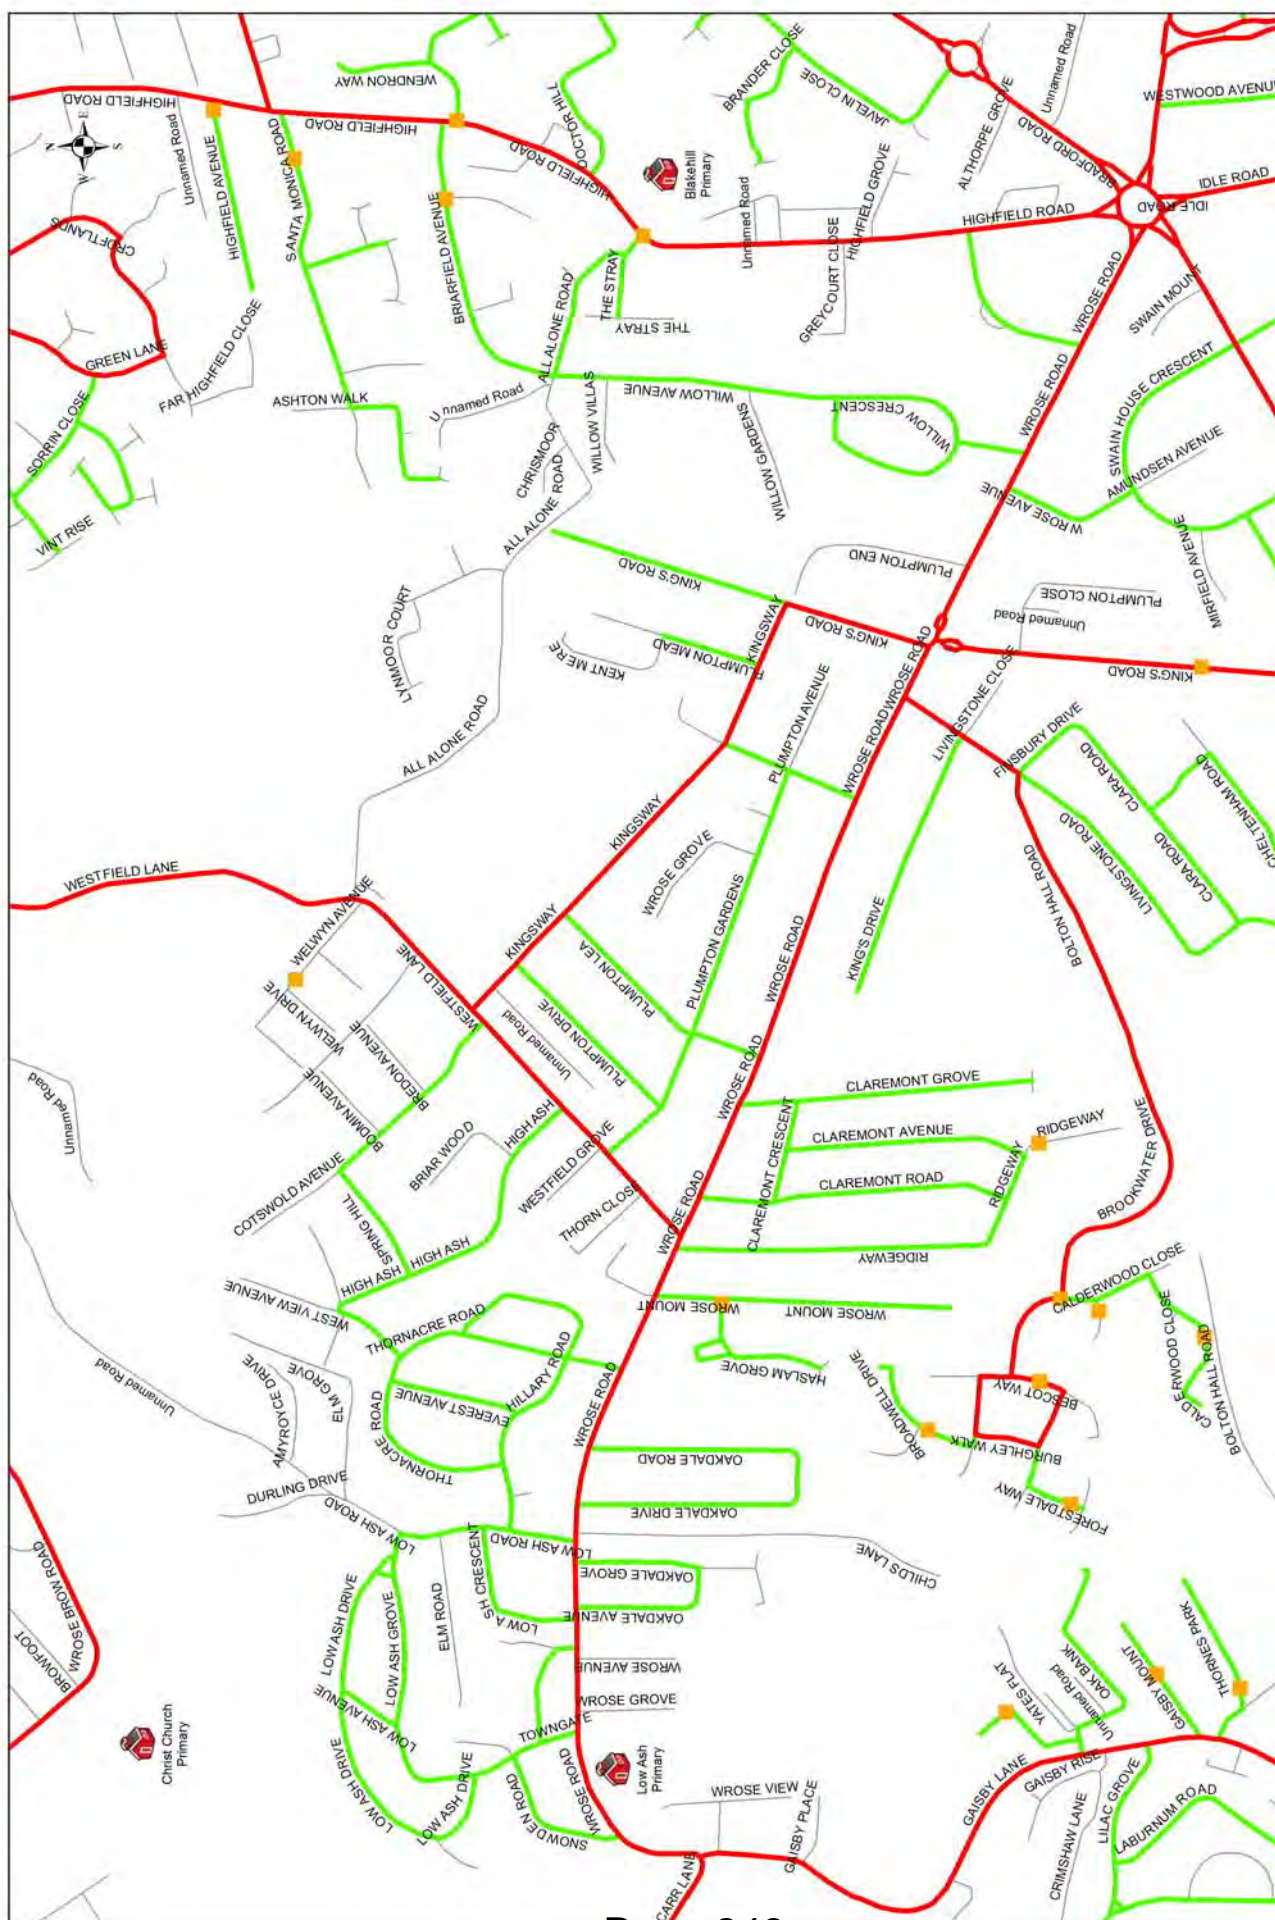 HIGHFIELD ROAD
N
E
S
W
Unnamed Road
HIGHFIELD AVENUE
SANTA MONICA ROAD
HIGHFIELD ROAD
WENDRON WAY
DOCTOR HILL
HIGHFIELD ROAD
BRANDER CLOSE
JAVELIN CLOSE
Blakehill
Primary
ALTHORPE GROVE
Unnamed Road
BRADFORD ROAD
WESTWOOD AVENUE
IDLE ROAD
IDLE ROAD
HIGHFIELD ROAD
HIGHFIELD GROVE
GREYCOURT CLOSE
Unnamed Road
CROFTLANDS
GREEN LANE
FAR HIGHFIELD CLOSE
BRIARFIELD AVENUE
ALL ALONE ROAD
THE STRAY
THE STRAY
WROSE ROAD
SWAIN MOUNT
SORRIN CLOSE
VINT RISE
ASHTON WALK
Unnamed Road
CHRISMOOR
WILLOW VILLAS
WILLOW AVENUE
WILLOW GARDENS
WILLOW CRESCENT
WROSE ROAD
SWAIN HOUSE CRESCENT
AMUNDSEN AVENUE
WROSE AVENUE
MIRFIELD AVENUE
ALL ALONE ROAD
KING'S ROAD
PLUMPTON END
PLUMPTON CLOSE
Unnamed Road
LYNMOOR COURT
KENT MERE
PLUMPTON MEAD
KINGSWAY
KING'S ROAD
WROSE ROAD
KING'S ROAD
ALL ALONE ROAD
PLUMPTON AVENUE
WROSE ROAD
LIVINGSTONE CLOSE
FINSBURY DRIVE
CLARA ROAD
CHELTENHAM ROAD
WESTFIELD LANE
KINGSWAY
WROSE GROVE
LIVINGSTONE ROAD
CLARA ROAD
BOLTON HALL ROAD
WELWYN AVENUE
WESTFIELD LANE
KINGSWAY
PLUMPTON LEA
PLUMPTON GARDENS
WROSE ROAD
KING'S DRIVE
WELWYN DRIVE
WELWYN
BREDON AVENUE
WESTFIELD
Unnamed Road
PLUMPTON DRIVE
Unnamed Road
BODMIN AVENUE
BRIAR WOOD
HIGH ASH
WESTFIELD GROVE
WROSE ROAD
CLAREMONT GROVE
CLAREMONT CRESCENT
CLAREMONT AVENUE
CLAREMONT ROAD
RIDGEWAY
RIDGEWAY
BROOKWATER DRIVE
COTSWOLD AVENUE
SPRING HILL
HIGH ASH
HIGH ASH
THORN CLOSE
WROSE ROAD
RIDGEWAY
WEST VIEW AVENUE
THORNACRE ROAD
WROSE MOUNT
WROSE MOUNT
CALDERWOOD CLOSE
CALDERWOOD CLOSE
BOLTON HALL ROAD
Unnamed Road
AMYROYCE DRIVE
ELM GROVE
ELM
THORNACRE ROAD
EVEREST AVENUE
HILLARY ROAD
WROSE ROAD
HASLAM GROVE
BROADWELL DRIVE
BESCOT WAY
BURGHLEY WALK
FORESTDALE WAY
BOLTON HALL ROAD
THORNACRE
DURLING DRIVE
LOW ASH ROAD
OAKDALE ROAD
OAKDALE DRIVE
CHILDS LANE
WROSE BROW ROAD
BROWFOOT
LOW ASH DRIVE
LOW ASH GROVE
ELM ROAD
LOW ASH CRESCENT
LOW ASH ROAD
OAKDALE GROVE
OAKDALE AVENUE
LOW A
WROSE AVENUE
WROSE GROVE
LOW ASH AVENUE
TOWNGATE
Christ Church
Primary
LOW ASH DRIVE
LOW ASH DRIVE
SNOWDEN ROAD
WROSE ROAD
Low Ash
Primary
WROSE VIEW
GAISBY PLACE
CARR LANE
GAISBY LANE
GAISBY RISE
YATES FLAT
Unnamed Road
OAK BANK
GAISBY MOUNT
THORNES PARK
CRIMSHAW LANE
LILAC GROVE
LABURNUM ROAD